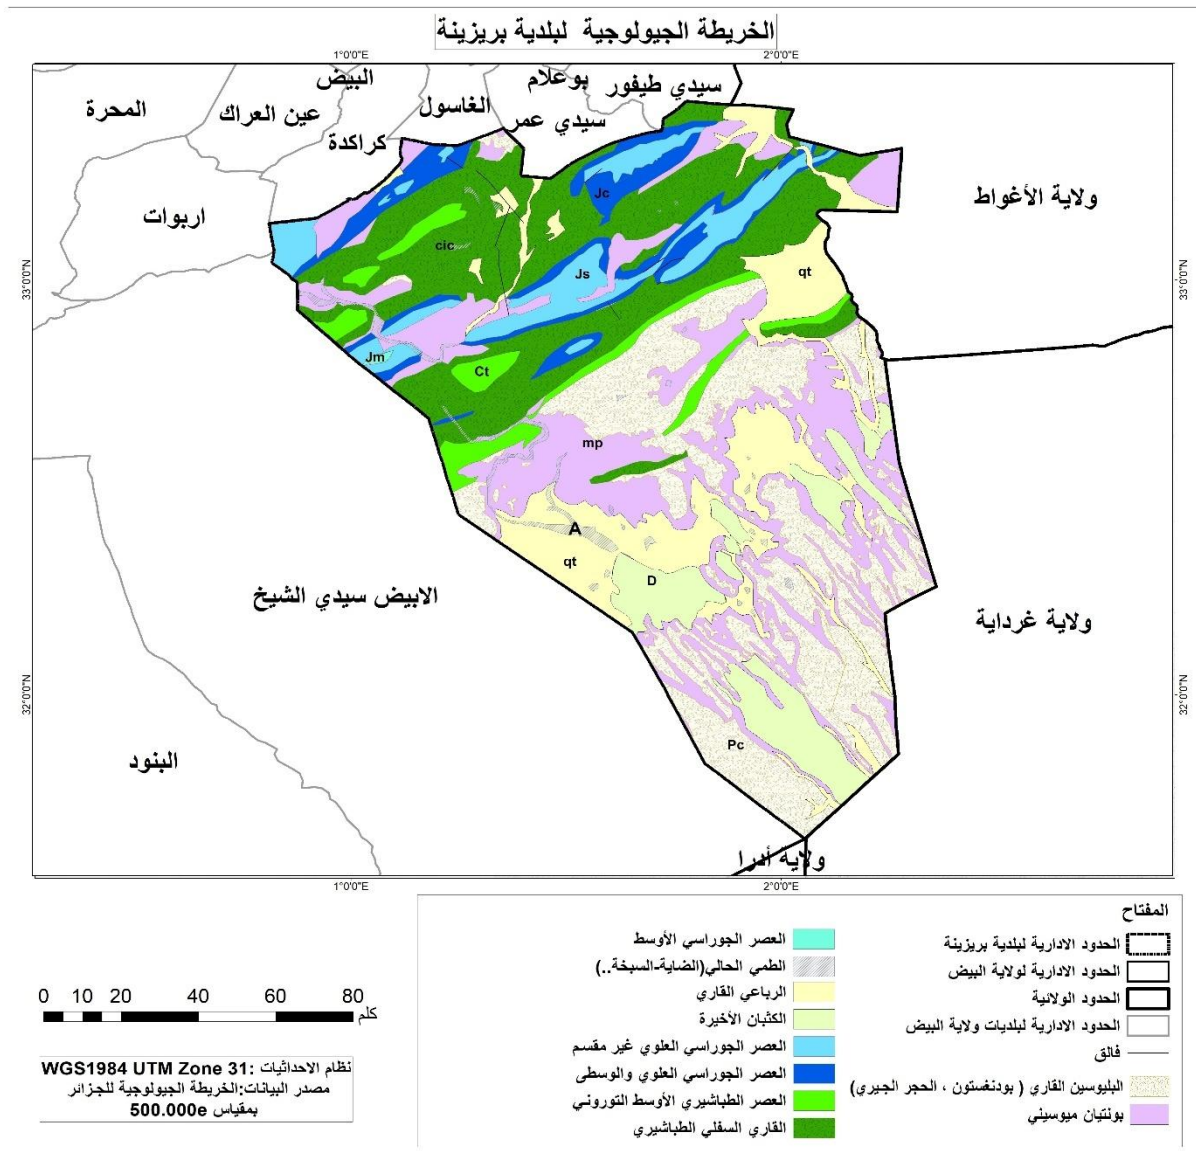 الخريطة الجيولوجية لبلدية بريزينة
1°0'0"E
2°0'0"E
البيض
بوعلام
سيدي طيفور
المحرة
عين العراك
الغاسول
سيدي عمر
كراكدة
اربوات
ولاية الأغواط
33°0'0"N
33°0'0"N
Jc
cic
Js
qt
Jm
Ct
mp
A
qt
D
الابيض سيدي الشيخ
ولاية غرداية
32°0'0"N
32°0'0"N
Pc
البنود
ولاية أدرا
1°0'0"E
2°0'0"E
المفتاح
الحدود الادارية لبلدية بريزينة
الحدود الادارية لولاية البيض
الحدود الولائية
الحدود الادارية لبلديات ولاية البيض
فالق
البليوسين القاري ( بودنغستون ، الحجر الجيري)
بونتيان ميوسيني
العصر الجوراسي الأوسط
الطمي الحالي(الضاية-السبخة..)
الرباعي القاري
الكثبان الأخيرة
العصر الجوراسي العلوي غير مقسم
العصر الجوراسي العلوي والوسطى
العصر الطباشيري الأوسط التوروني
القاري السفلي الطباشيري
0 10 20 40 60 80
كلم
نظام الاحداثيات :WGS1984 UTM Zone 31
مصدر البيانات:الخريطة الجيولوجية للجزائر
بمقياس 500.000e